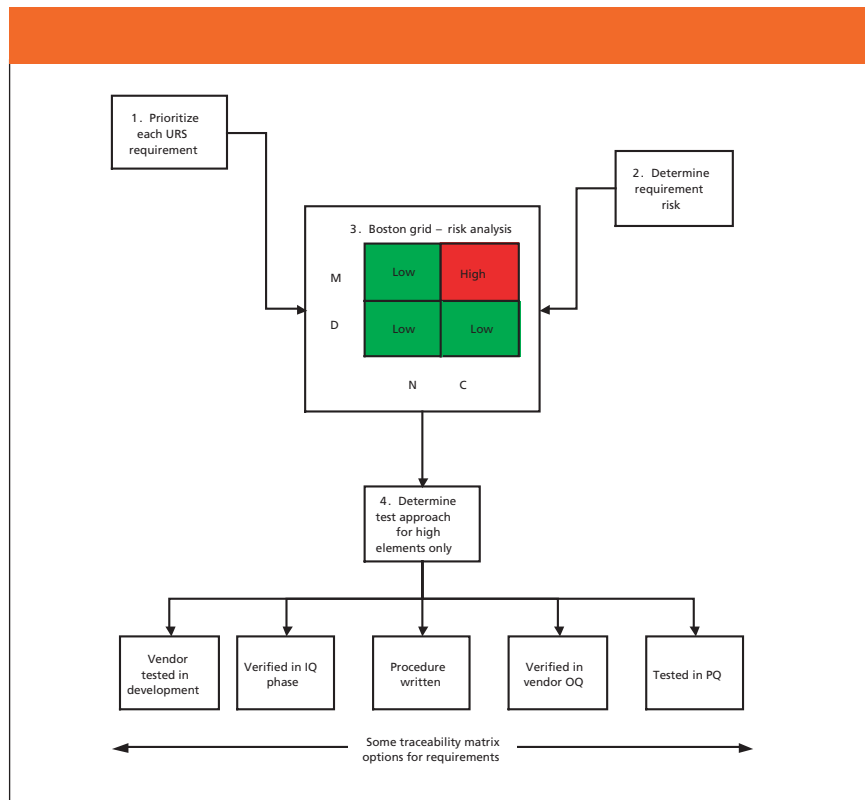 1. Prioritize
each URS
requirement
2. Determine
requirement
risk
3. Boston grid – risk analysis
M
Low
High
D
Low
Low
N
C
4. Determine
test approach
for high
elements only
Vendor
tested in
development
Verified in IQ
phase
Procedure
written
Verified in
vendor OQ
Tested in PQ
Some traceability matrix
options for requirements